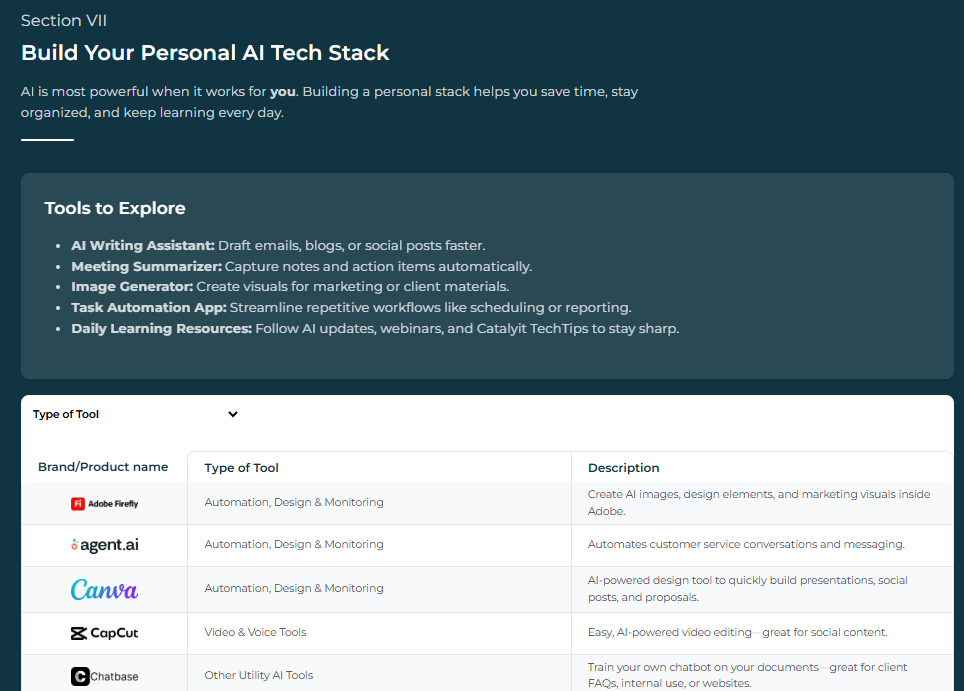 Section VII
Build Your Personal AI Tech Stack
AI is most powerful when it works for you. Building a personal stack helps you save time, stay
organized, and keep learning every day.
Tools to Explore
• AI Writing Assistant: Draft emails, blogs, or social posts faster.
• Meeting Summarizer: Capture notes and action items automatically.
• Image Generator: Create visuals for marketing or client materials.
• Task Automation App: Streamline repetitive workflows like scheduling or reporting.
• Daily Learning Resources: Follow AI updates, webinars, and Catalyit TechTips to stay sharp.
Type of Tool
Brand/Product name Type of Tool Description
Fi Adobe Firefly Automation, Design & Monitoring Create AI images, design elements, and marketing visuals inside
Adobe.
agent.ai Automation, Design & Monitoring Automates customer service conversations and messaging.
Canva Automation, Design & Monitoring AI-powered design tool to quickly build presentations, social
posts, and proposals.
CapCut Video & Voice Tools Easy, AI-powered video editing—great for social content.
C Chatbase Other Utility AI Tools Train your own chatbot on your documents—great for client
FAQs, internal use, or websites.